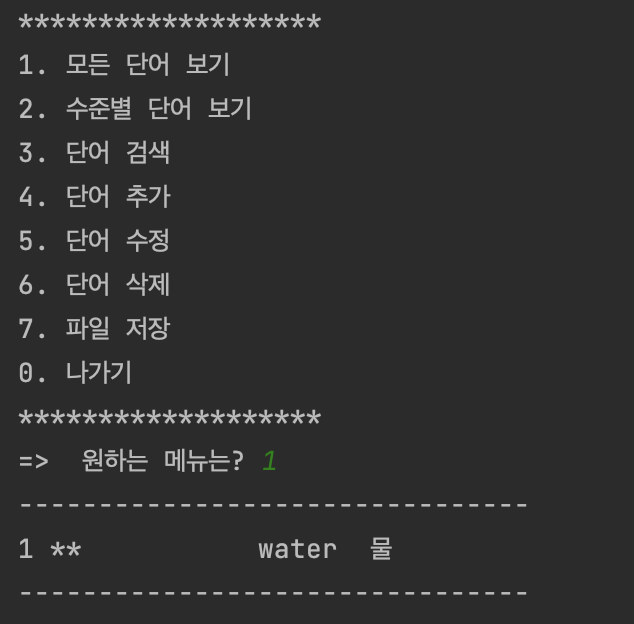 *******************
1. 모든 단어 보기
2. 수준별 단어 보기
3. 단어 검색
4. 단어 추가
5. 단어 수정
6. 단어 삭제
7. 파일 저장
0. 나가기
*******************
=>  원하는 메뉴는? 1
--------------------------------
1 **           water  물
--------------------------------